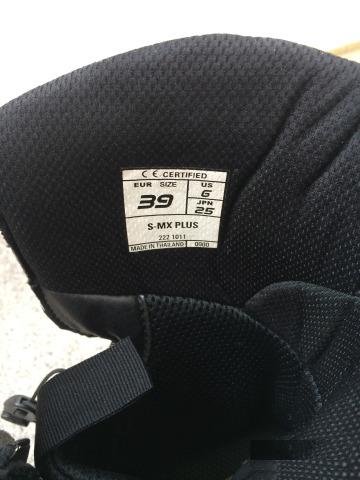 CE CERTIFIED
EUR SIZE US
39 6
JPN
25
S-MX PLUS
222 1011
MADE IN THAILAND 0900